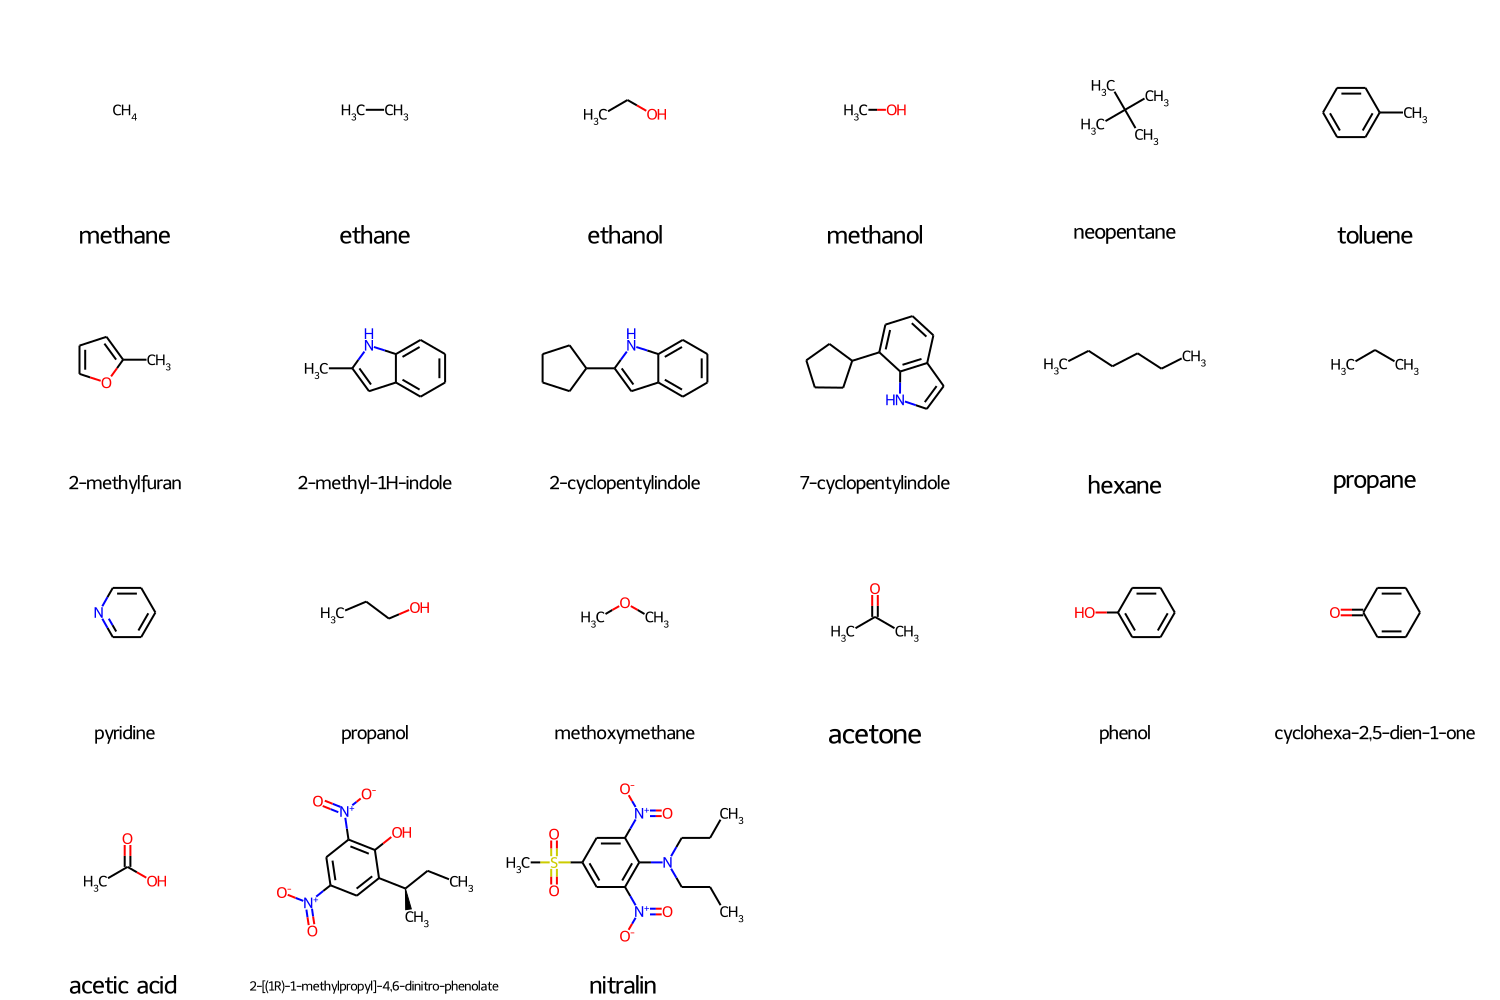 CH4 H3C CH3 H3C OH H3C OH H3C CH3 H3C CH3 CH3
methane ethane ethanol methanol neopentane toluene
O CH3 H3C NH NH HN H3C CH3 H3C CH3
2-methylfuran 2-methyl-1H-indole 2-cyclopentylindole 7-cyclopentylindole hexane propane
N H3C OH H3C O CH3 O H3C CH3 HO O
pyridine propanol methoxymethane acetone phenol cyclohexa-2,5-dien-1-one
O H3C OH O N+ O- OH O- N+ O CH3 CH3 O- N+ O CH3 O H3C S O N N+ O O- CH3
acetic acid 2-[(1R)-1-methylpropyl]-4,6-dinitro-phenolate nitralin